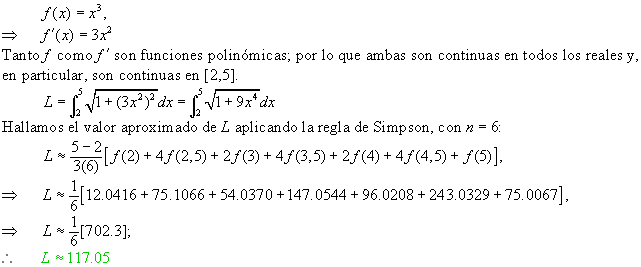 f(x) = x³,
⇒ f′(x) = 3x²
Tanto f como f′ son funciones polinómicas; por lo que ambas son continuas en todos los reales y,
en particular, son continuas en [2,5].
L = ∫₂⁵ √(1 + (3x²)²) dx = ∫₂⁵ √(1 + 9x⁴) dx
Hallamos el valor aproximado de L aplicando la regla de Simpson, con n = 6:
L ≈ (5 − 2)/(3(6)) [f(2) + 4f(2,5) + 2f(3) + 4f(3,5) + 2f(4) + 4f(4,5) + f(5)],
⇒ L ≈ 1/6 [12.0416 + 75.1066 + 54.0370 + 147.0544 + 96.0208 + 243.0329 + 75.0067],
⇒ L ≈ 1/6 [702.3];
∴ L ≈ 117.05